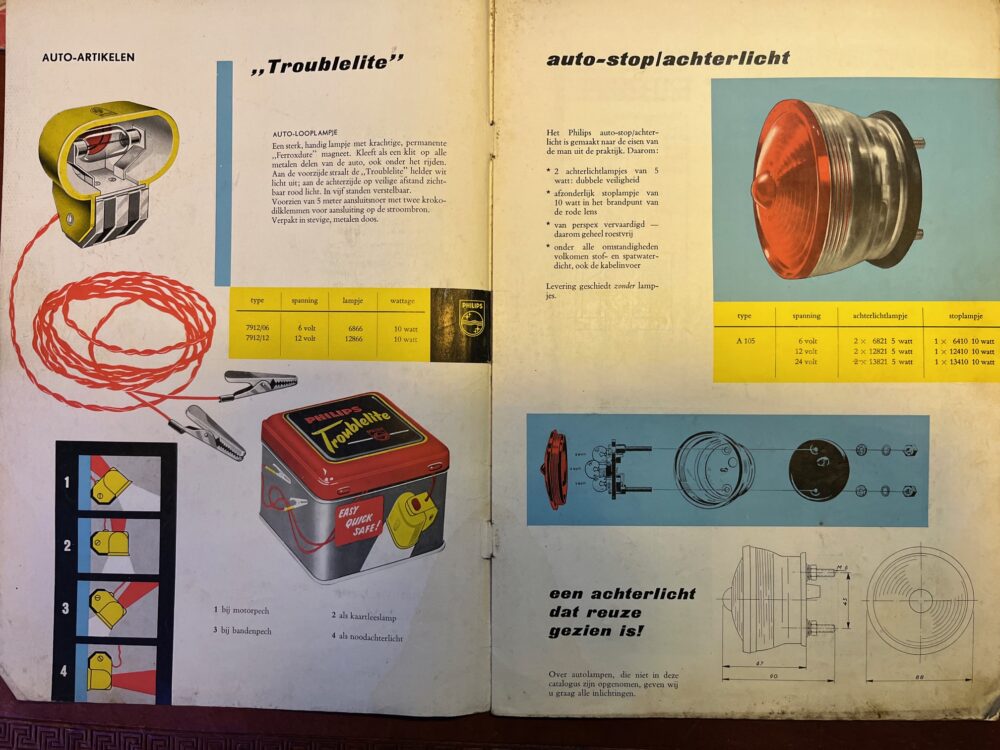 AUTO-ARTIKELEN
„Troublelite”
AUTO-LOOPLAMPJE
Een sterk, handig lampje met krachtige, permanente
„Ferroxdure” magneet. Kleeft als een klit op alle
metalen delen van de auto, ook onder het rijden.
Aan de voorzijde straalt de „Troublelite” helder wit
licht uit; aan de achterzijde op veilige afstand zicht-
baar rood licht. In vijf standen verstelbaar.
Voorzien van 5 meter aansluitsnoer met twee kroko-
dilklemmen voor aansluiting op de stroombron.
Verpakt in stevige, metalen doos.
type spanning lampje wattage
7912/06 6 volt 6866 10 watt
7912/12 12 volt 12866 10 watt
PHILIPS
PHILIPS
Troublelite
EASY
QUICK
SAFE!
1
2
3
4
1 bij motorpech
2 als kaartleeslamp
3 bij bandenpech
4 als noodachterlicht
auto-stop/achterlicht
Het Philips auto-stop/achter-
licht is gemaakt naar de eisen van
de man uit de praktijk. Daarom:
* 2 achterlichtlampjes van 5
watt: dubbele veiligheid
* afzonderlijk stoplampje van
10 watt in het brandpunt van
de rode lens
* van perspex vervaardigd —
daarom geheel roestvrij
* onder alle omstandigheden
volkomen stof- en spatwater-
dicht, ook de kabelinvoer
Levering geschiedt zonder lamp-
jes.
type spanning achterlichtlampje stoplampje
A 105 6 volt 2 × 6821 5 watt 1 × 6410 10 watt
12 volt 2 × 12821 5 watt 1 × 12410 10 watt
24 volt 2 × 13821 5 watt 1 × 13410 10 watt
een achterlicht
dat reuze
gezien is!
Over autolampen, die niet in deze
catalogus zijn opgenomen, geven wij
u graag alle inlichtingen.
M 6
45
47
90
88